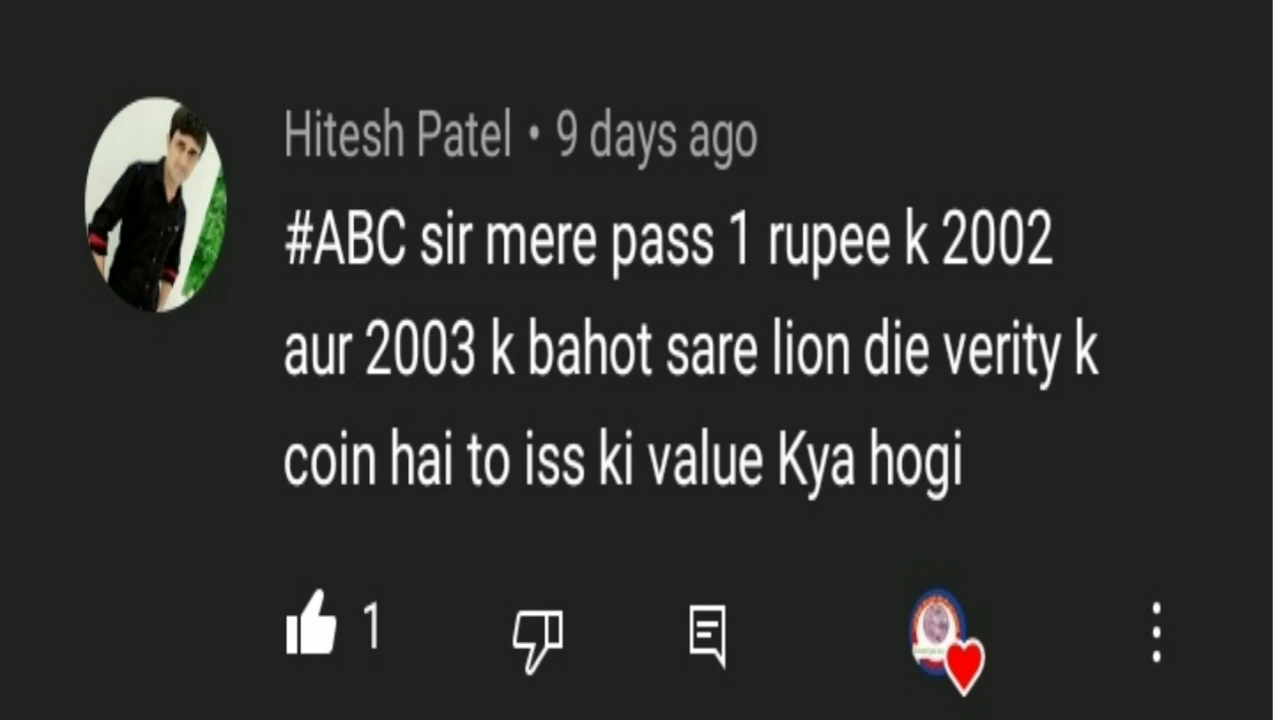 Hitesh Patel • 9 days ago
#ABC sir mere pass 1 rupee k 2002
aur 2003 k bahot sare lion die verity k
coin hai to iss ki value Kya hogi
1